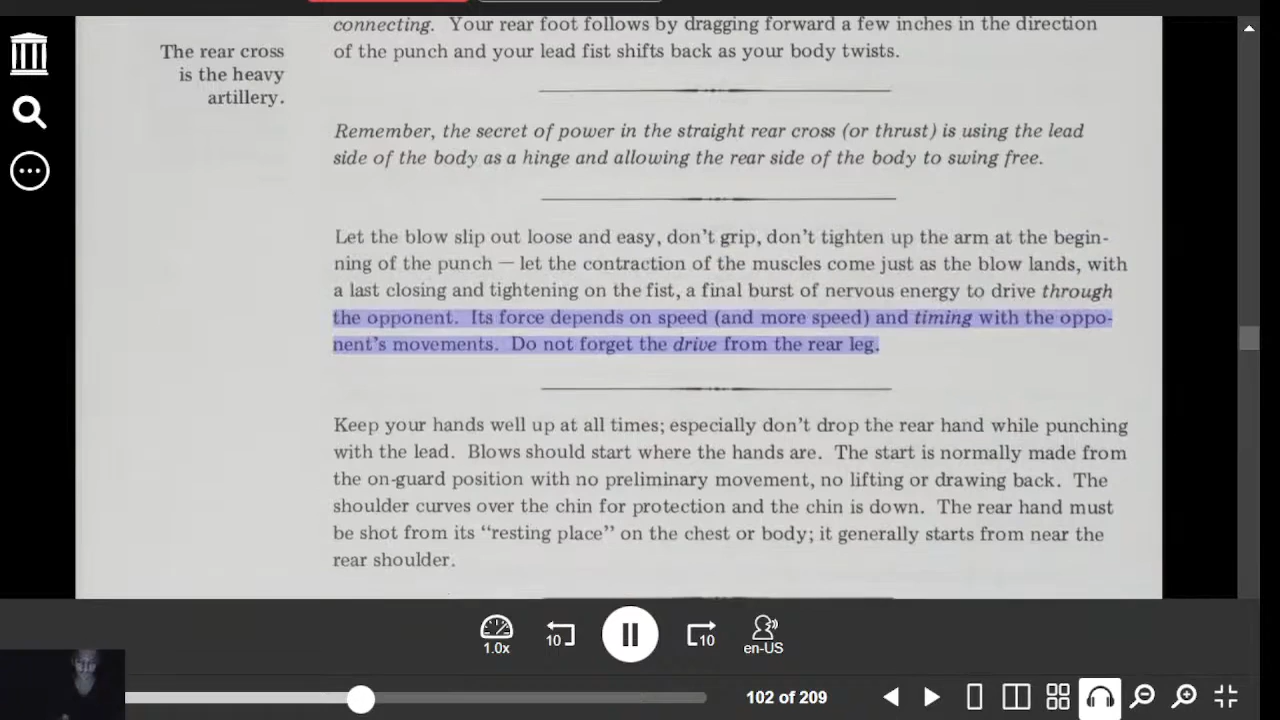 connecting. Your rear foot follows by dragging forward a few inches in the direction
of the punch and your lead fist shifts back as your body twists.
The rear cross
is the heavy
artillery.
Remember, the secret of power in the straight rear cross (or thrust) is using the lead
side of the body as a hinge and allowing the rear side of the body to swing free.
Let the blow slip out loose and easy, don't grip, don't tighten up the arm at the begin-
ning of the punch — let the contraction of the muscles come just as the blow lands, with
a last closing and tightening on the fist, a final burst of nervous energy to drive through
the opponent. Its force depends on speed (and more speed) and timing with the oppo-
nent's movements. Do not forget the drive from the rear leg.
Keep your hands well up at all times; especially don't drop the rear hand while punching
with the lead. Blows should start where the hands are. The start is normally made from
the on-guard position with no preliminary movement, no lifting or drawing back. The
shoulder curves over the chin for protection and the chin is down. The rear hand must
be shot from its "resting place" on the chest or body; it generally starts from near the
rear shoulder.
10
10
1.0x
en-US
102 of 209